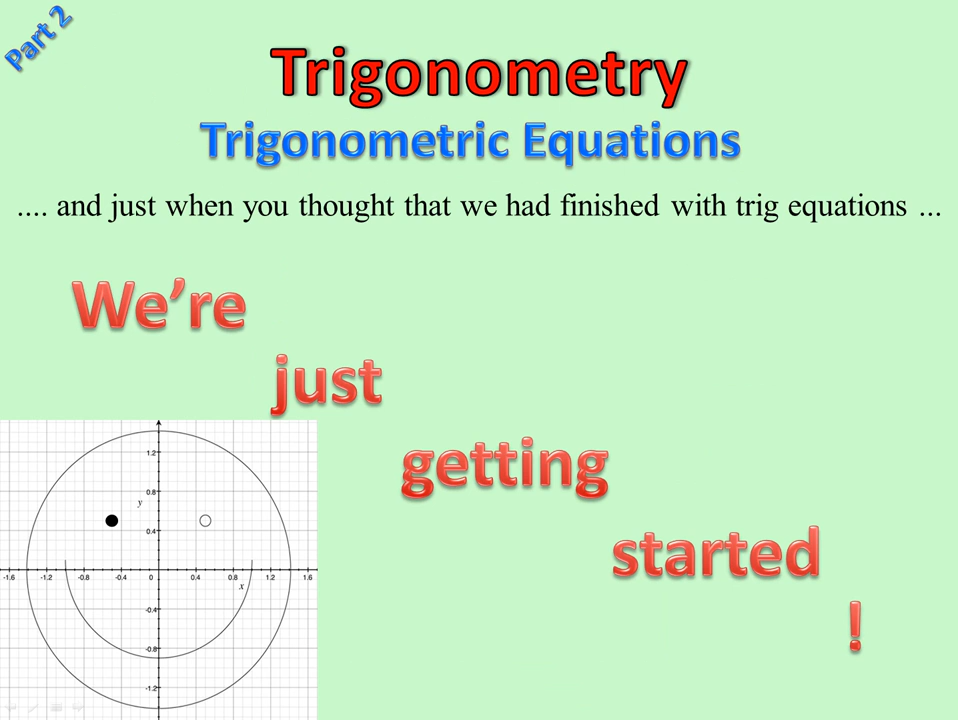 Part 2
Trigonometry
Trigonometric Equations
.... and just when you thought that we had finished with trig equations ...
We’re
just
getting
started
!
1.2
y
0.8
0.4
-1.6 -1.2 -0.8 -0.4 0 0.4 0.8 1.2 1.6
x
-0.4
-0.8
-1.2